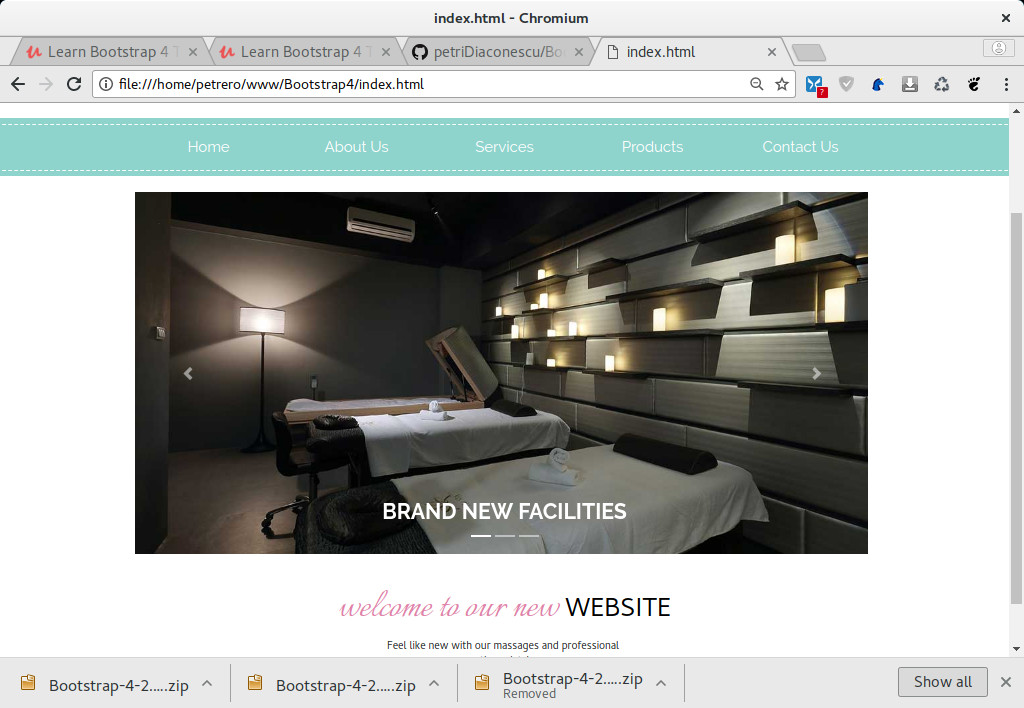 index.html - Chromium
Learn Bootstrap 4 T
Learn Bootstrap 4 T
petriDiaconescu/Bo
index.html
file:///home/petrero/www/Bootstrap4/index.html
?
Home About Us Services Products Contact Us
BRAND NEW FACILITIES
welcome to our new WEBSITE
Feel like new with our massages and professional
Bootstrap-4-2.....zip
Bootstrap-4-2.....zip
Bootstrap-4-2.....zip
Removed
Show all